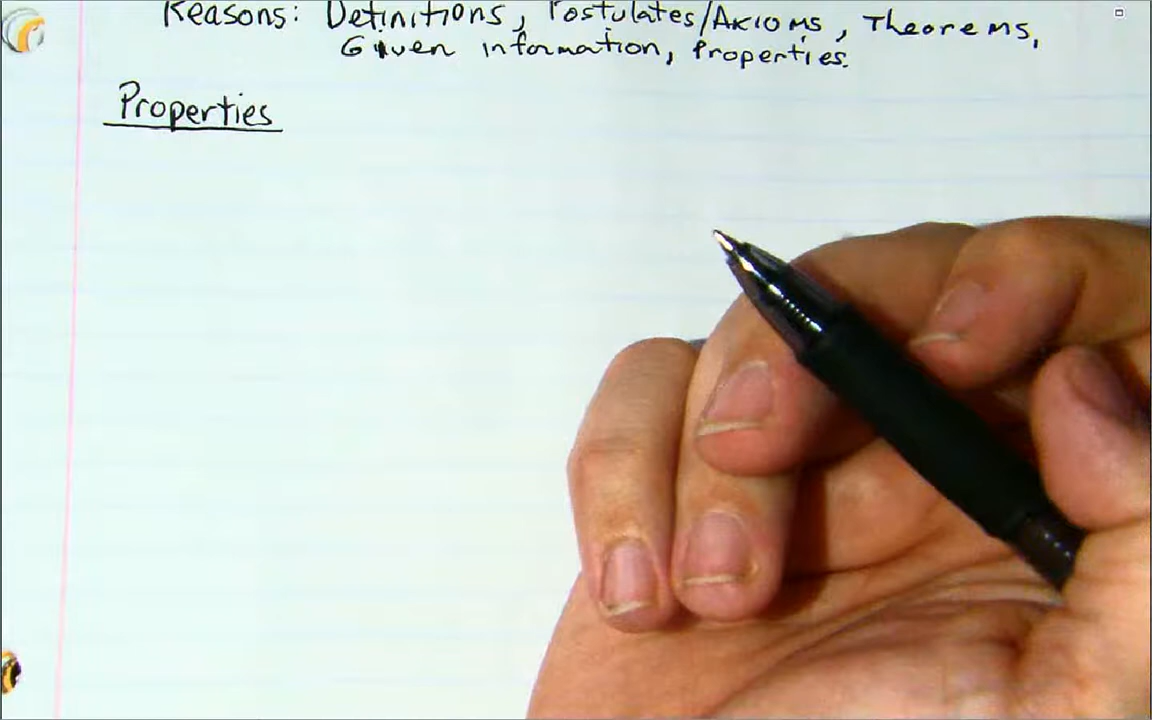 Reasons: Definitions, Postulates/Axioms, Theorems,
Given information, Properties.
Properties